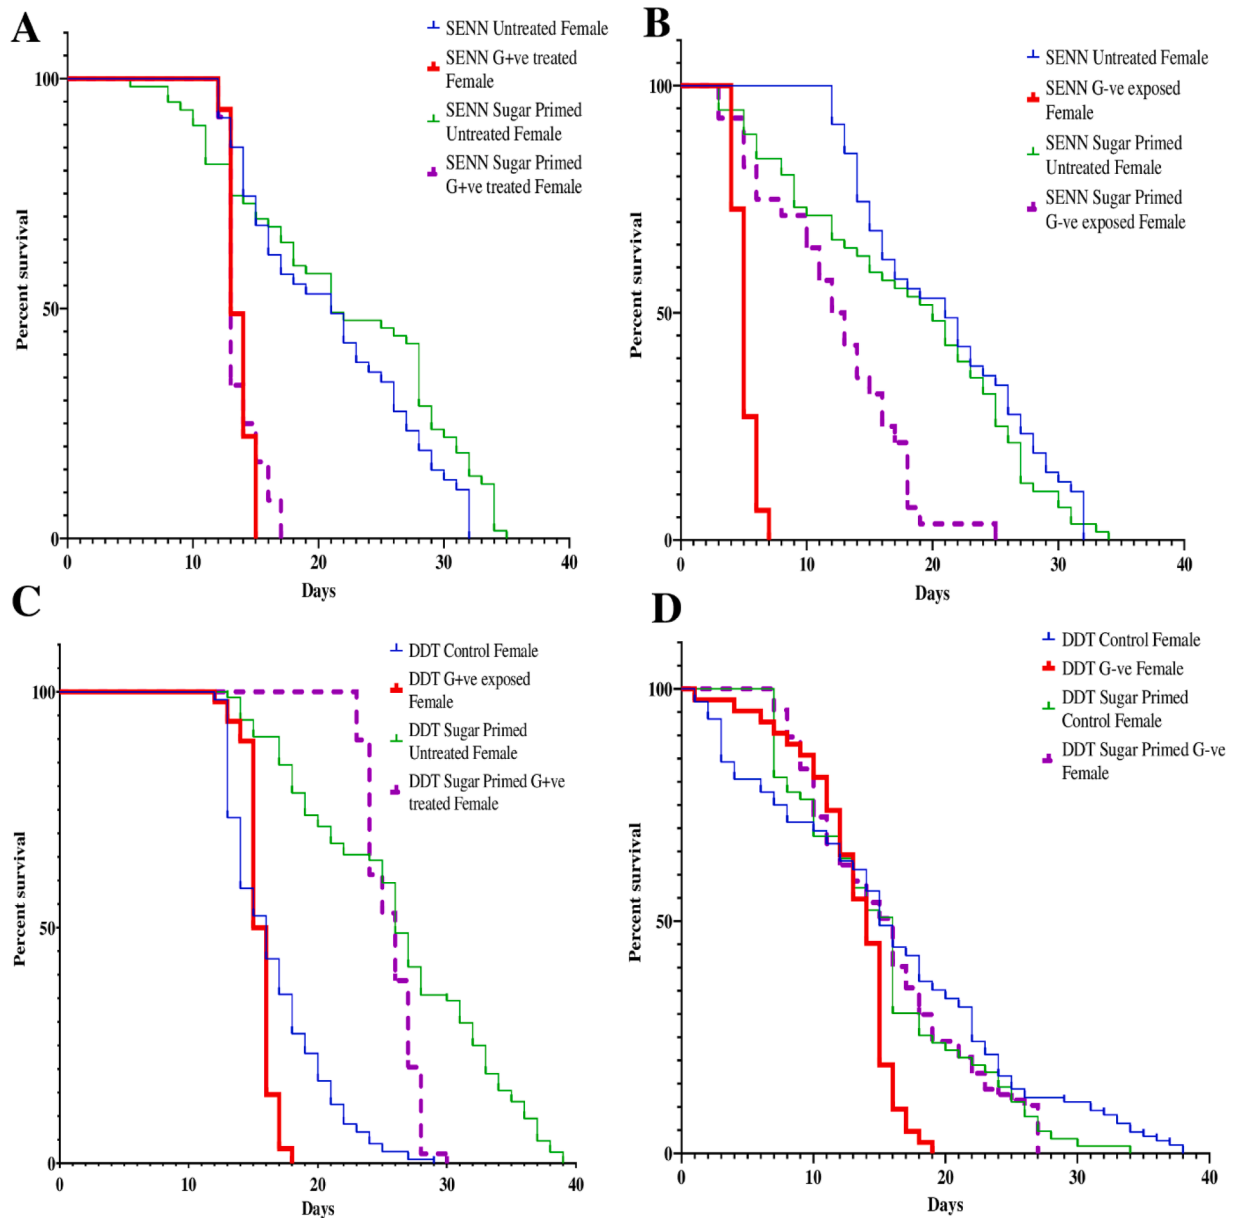 A
SENN Untreated Female
SENN G+ve treated
Female
SENN Sugar Primed
Untreated Female
SENN Sugar Primed
G+ve treated Female
Percent survival
100
50
0
0 10 20 30 40
Days
B
SENN Untreated Female
SENN G-ve exposed
Female
SENN Sugar Primed
Untreated Female
SENN Sugar Primed
G-ve exposed Female
Percent survival
100
50
0
0 10 20 30 40
Days
C
DDT Control Female
DDT G+ve exposed
Female
DDT Sugar Primed
Untreated Female
DDT Sugar Primed G+ve
treated Female
Percent survival
100
50
0
0 10 20 30 40
Days
D
DDT Control Female
DDT G-ve Female
DDT Sugar Primed
Control Female
DDT Sugar Primed G-ve
Female
Percent survival
100
50
0
0 10 20 30 40
Days